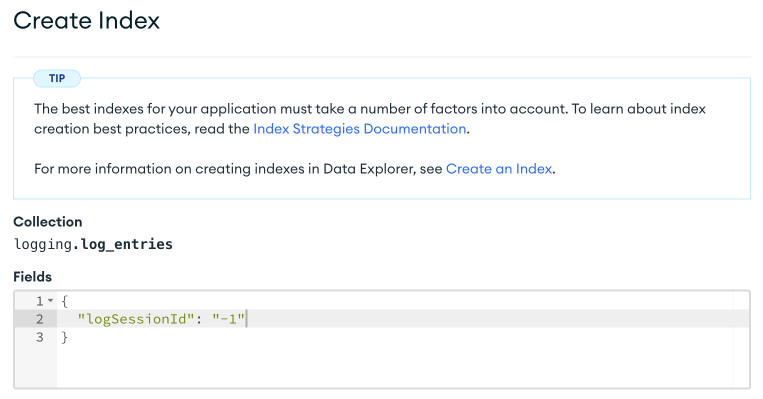 Create Index
TIP
The best indexes for your application must take a number of factors into account. To learn about index
creation best practices, read the Index Strategies Documentation.
For more information on creating indexes in Data Explorer, see Create an Index.
Collection
logging.log_entries
Fields
1 {
2 "logSessionId": "-1"
3 }